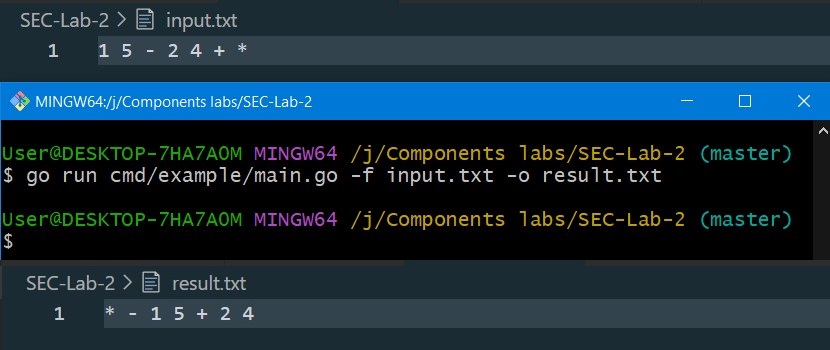 SEC-Lab-2 > input.txt
1 1 5 - 2 4 + *
MINGW64:/j/Components labs/SEC-Lab-2
User@DESKTOP-7HA7AOM MINGW64 /j/Components labs/SEC-Lab-2 (master)
$ go run cmd/example/main.go -f input.txt -o result.txt
User@DESKTOP-7HA7AOM MINGW64 /j/Components labs/SEC-Lab-2 (master)
$
SEC-Lab-2 > result.txt
1 * - 1 5 + 2 4